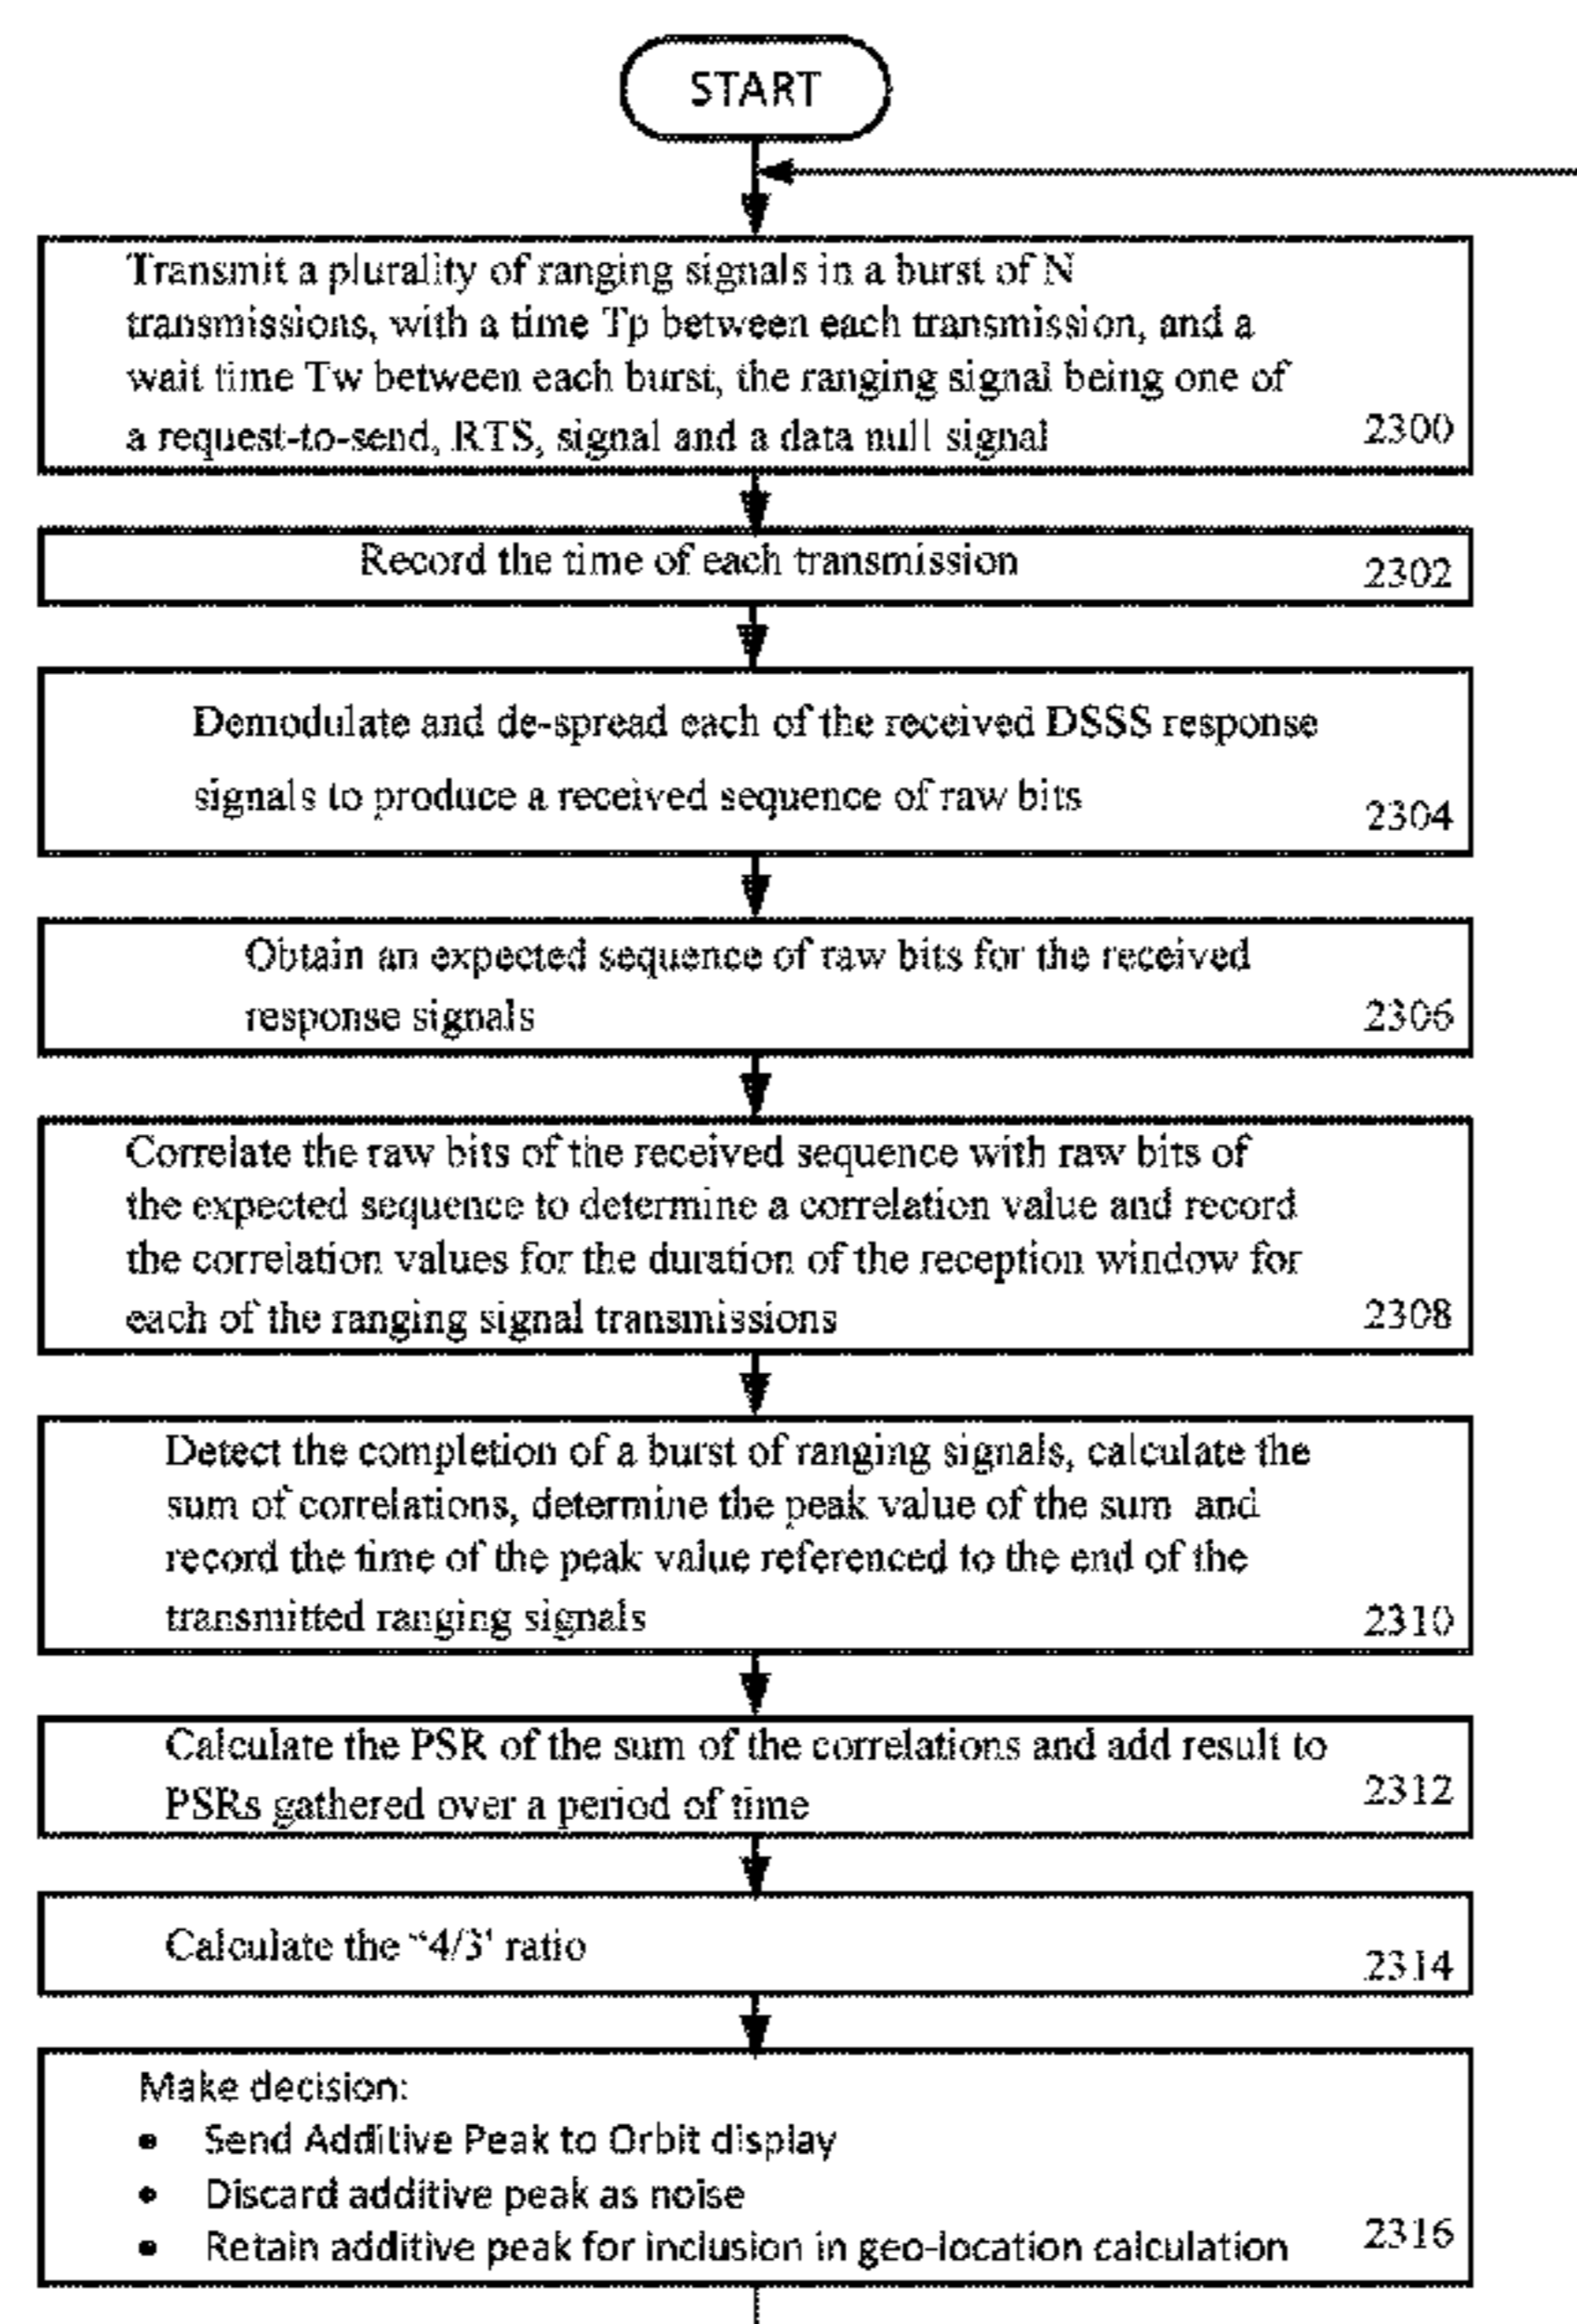 START
Transmit a plurality of ranging signals in a burst of N
transmissions, with a time Tp between each transmission, and a
wait time Tw between each burst, the ranging signal being one of
a request-to-send, RTS, signal and a data null signal
2300
Record the time of each transmission
2302
Demodulate and de-spread each of the received DSSS response
signals to produce a received sequence of raw bits
2304
Obtain an expected sequence of raw bits for the received
response signals
2306
Correlate the raw bits of the received sequence with raw bits of
the expected sequence to determine a correlation value and record
the correlation values for the duration of the reception window for
each of the ranging signal transmissions
2308
Detect the completion of a burst of ranging signals, calculate the
sum of correlations, determine the peak value of the sum and
record the time of the peak value referenced to the end of the
transmitted ranging signals
2310
Calculate the PSR of the sum of the correlations and add result to
PSRs gathered over a period of time
2312
Calculate the “4/3’ ratio
2314
Make decision:
• Send Additive Peak to Orbit display
• Discard additive peak as noise
• Retain additive peak for inclusion in geo-location calculation
2316